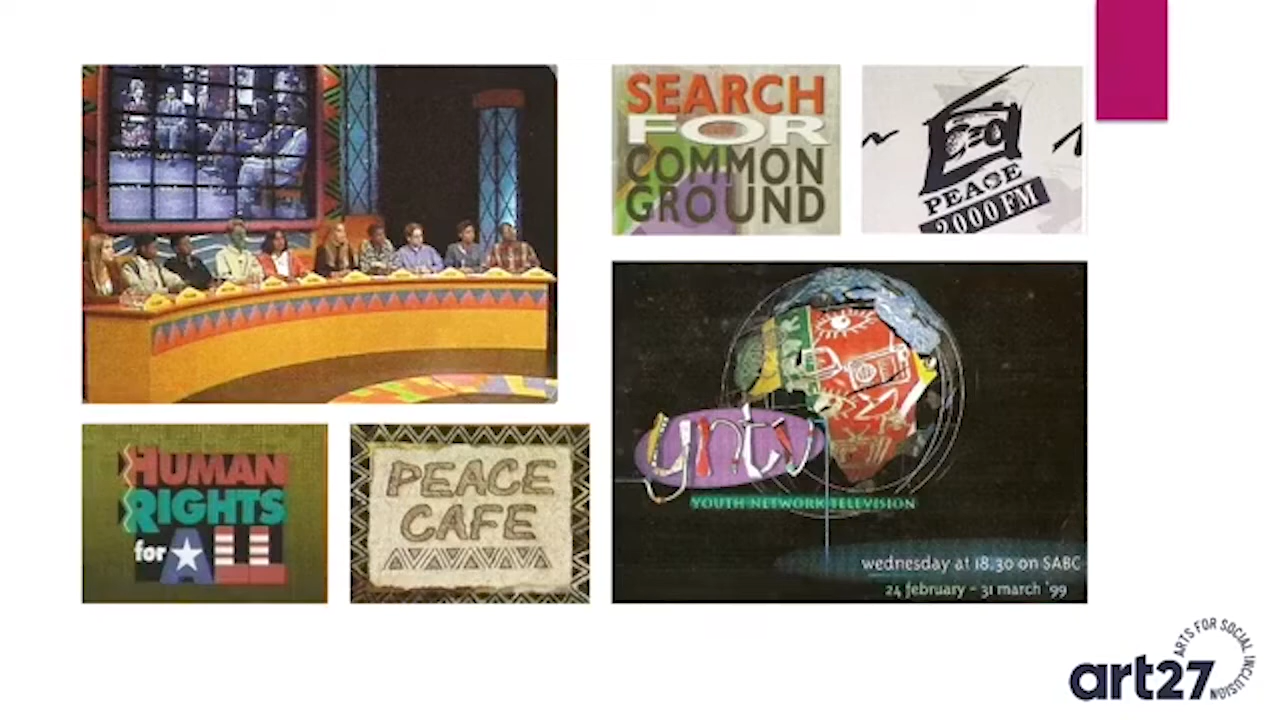 SEARCH
FOR
COMMON
GROUND
PEACE
2000 FM
HUMAN
RIGHTS
for ALL
PEACE
CAFE
yntv
YOUTH NETWORK TELEVISION
wednesday at 18.30 on SABC
24 february - 31 march '99
art27
ARTS FOR SOCIAL INCLUSION